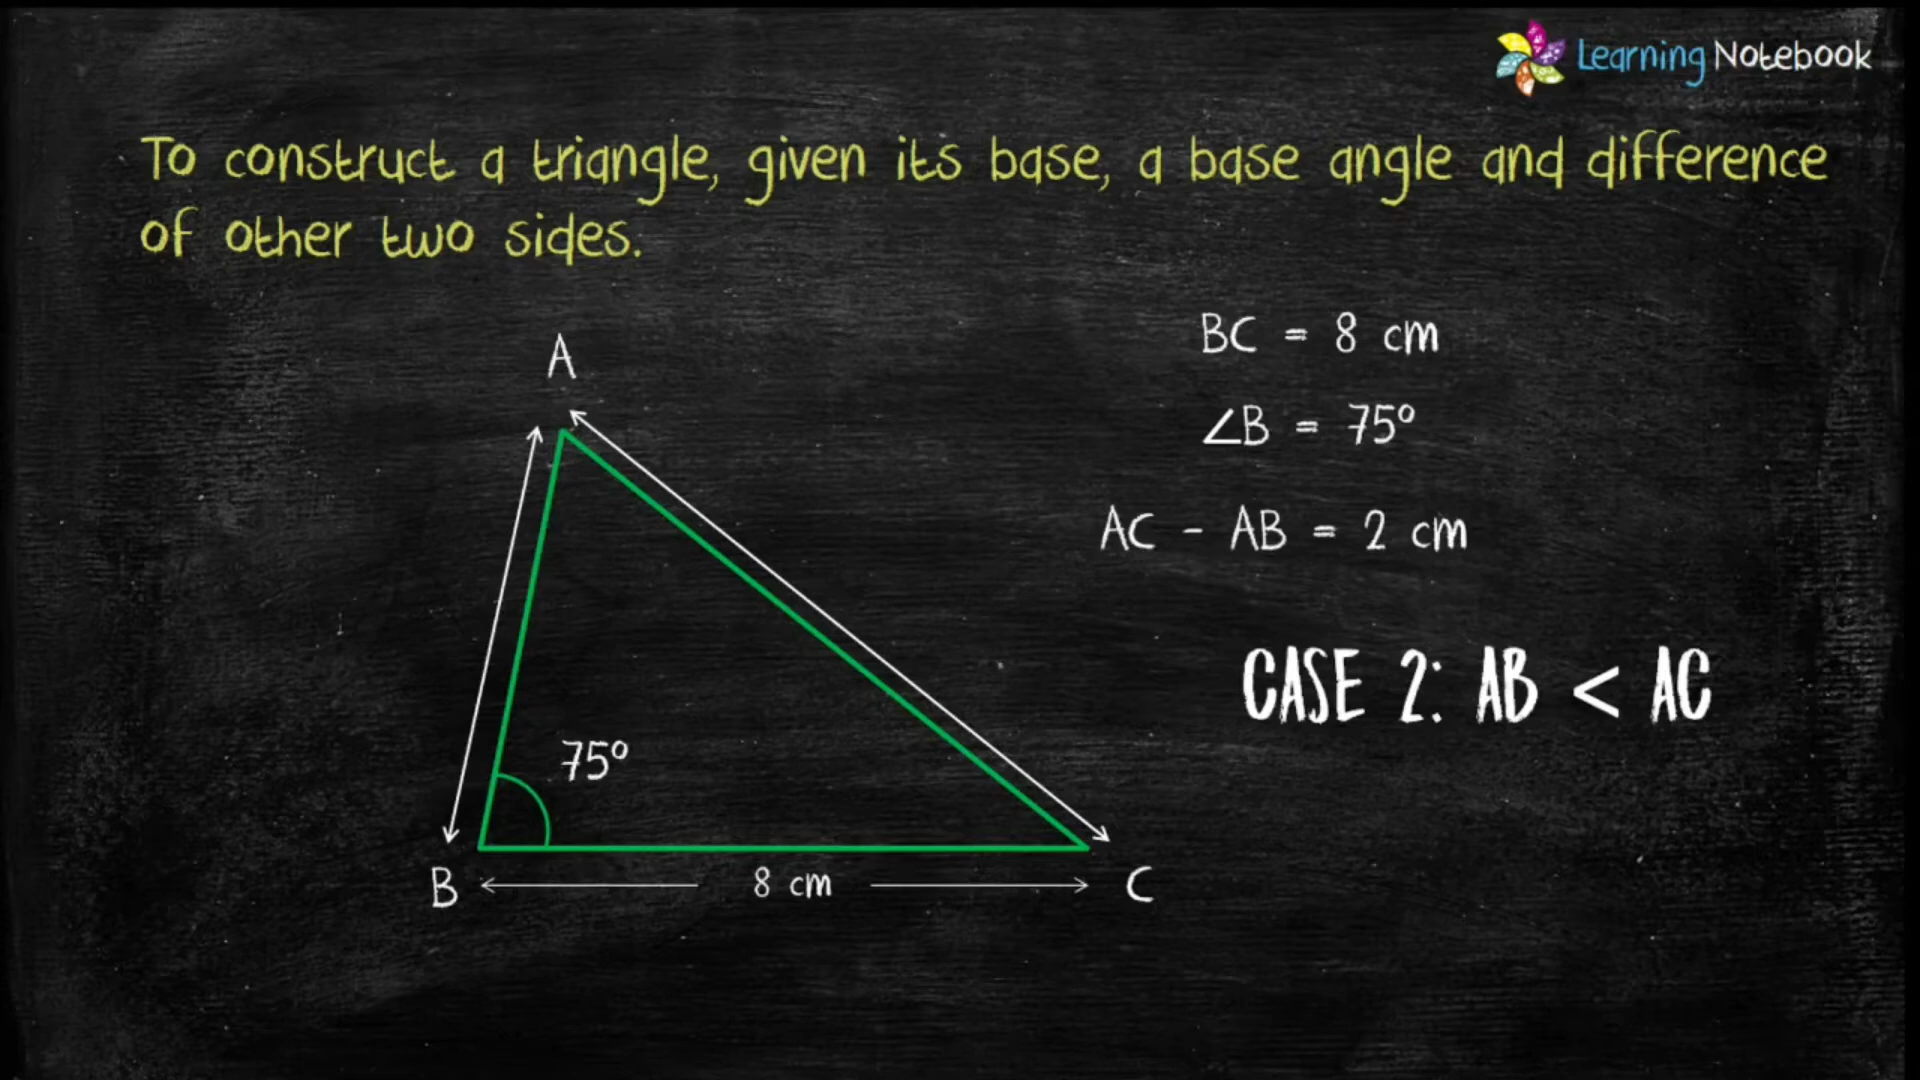 Learning Notebook
To construct a triangle, given its base, a base angle and difference
of other two sides.
BC = 8 cm
∠B = 75°
AC - AB = 2 cm
CASE 2: AB < AC
A
75°
B
8 cm
C